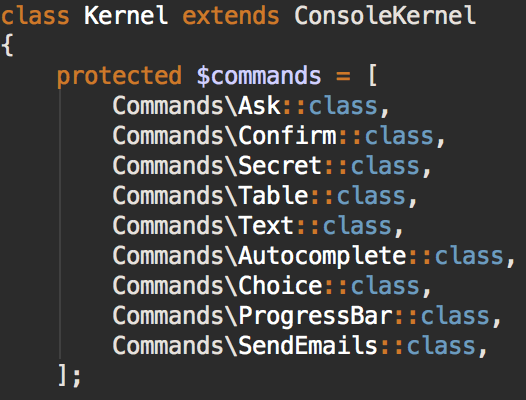 class Kernel extends ConsoleKernel
{
    protected $commands = [
        Commands\Ask::class,
        Commands\Confirm::class,
        Commands\Secret::class,
        Commands\Table::class,
        Commands\Text::class,
        Commands\Autocomplete::class,
        Commands\Choice::class,
        Commands\ProgressBar::class,
        Commands\SendEmails::class,
    ];